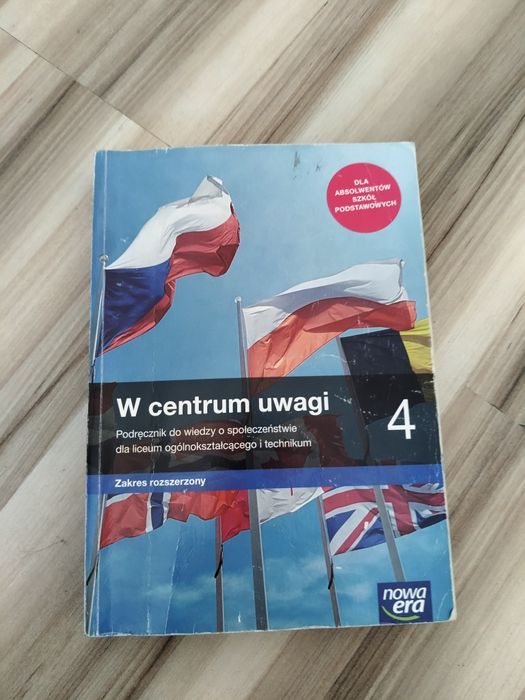 DLA
ABSOLWENTÓW
SZKÓŁ
PODSTAWOWYCH
W centrum uwagi
4
Podręcznik do wiedzy o społeczeństwie
dla liceum ogólnokształcącego i technikum
Zakres rozszerzony
nowa
era